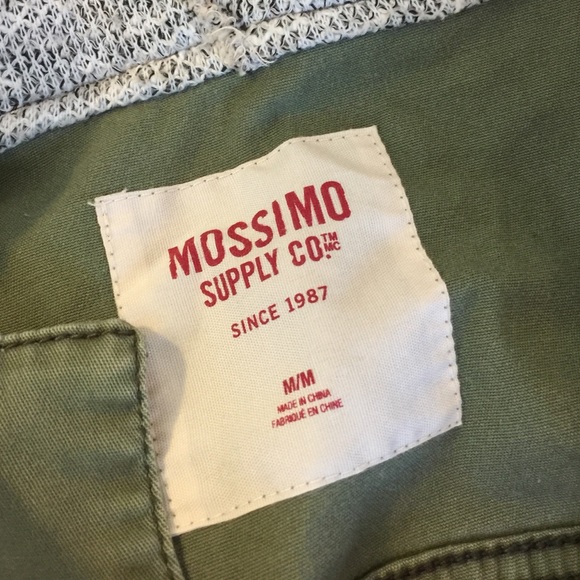 MOSSIMO
SUPPLY CO.™ MC
SINCE 1987
M/M
MADE IN CHINA
FABRIQUÉ EN CHINE